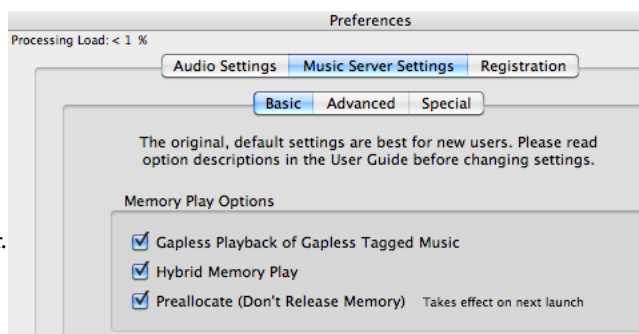 Preferences
Processing Load: < 1 %
Audio Settings Music Server Settings Registration
Basic Advanced Special
The original, default settings are best for new users. Please read
option descriptions in the User Guide before changing settings.
Memory Play Options
Gapless Playback of Gapless Tagged Music
Hybrid Memory Play
Preallocate (Don't Release Memory) Takes effect on next launch